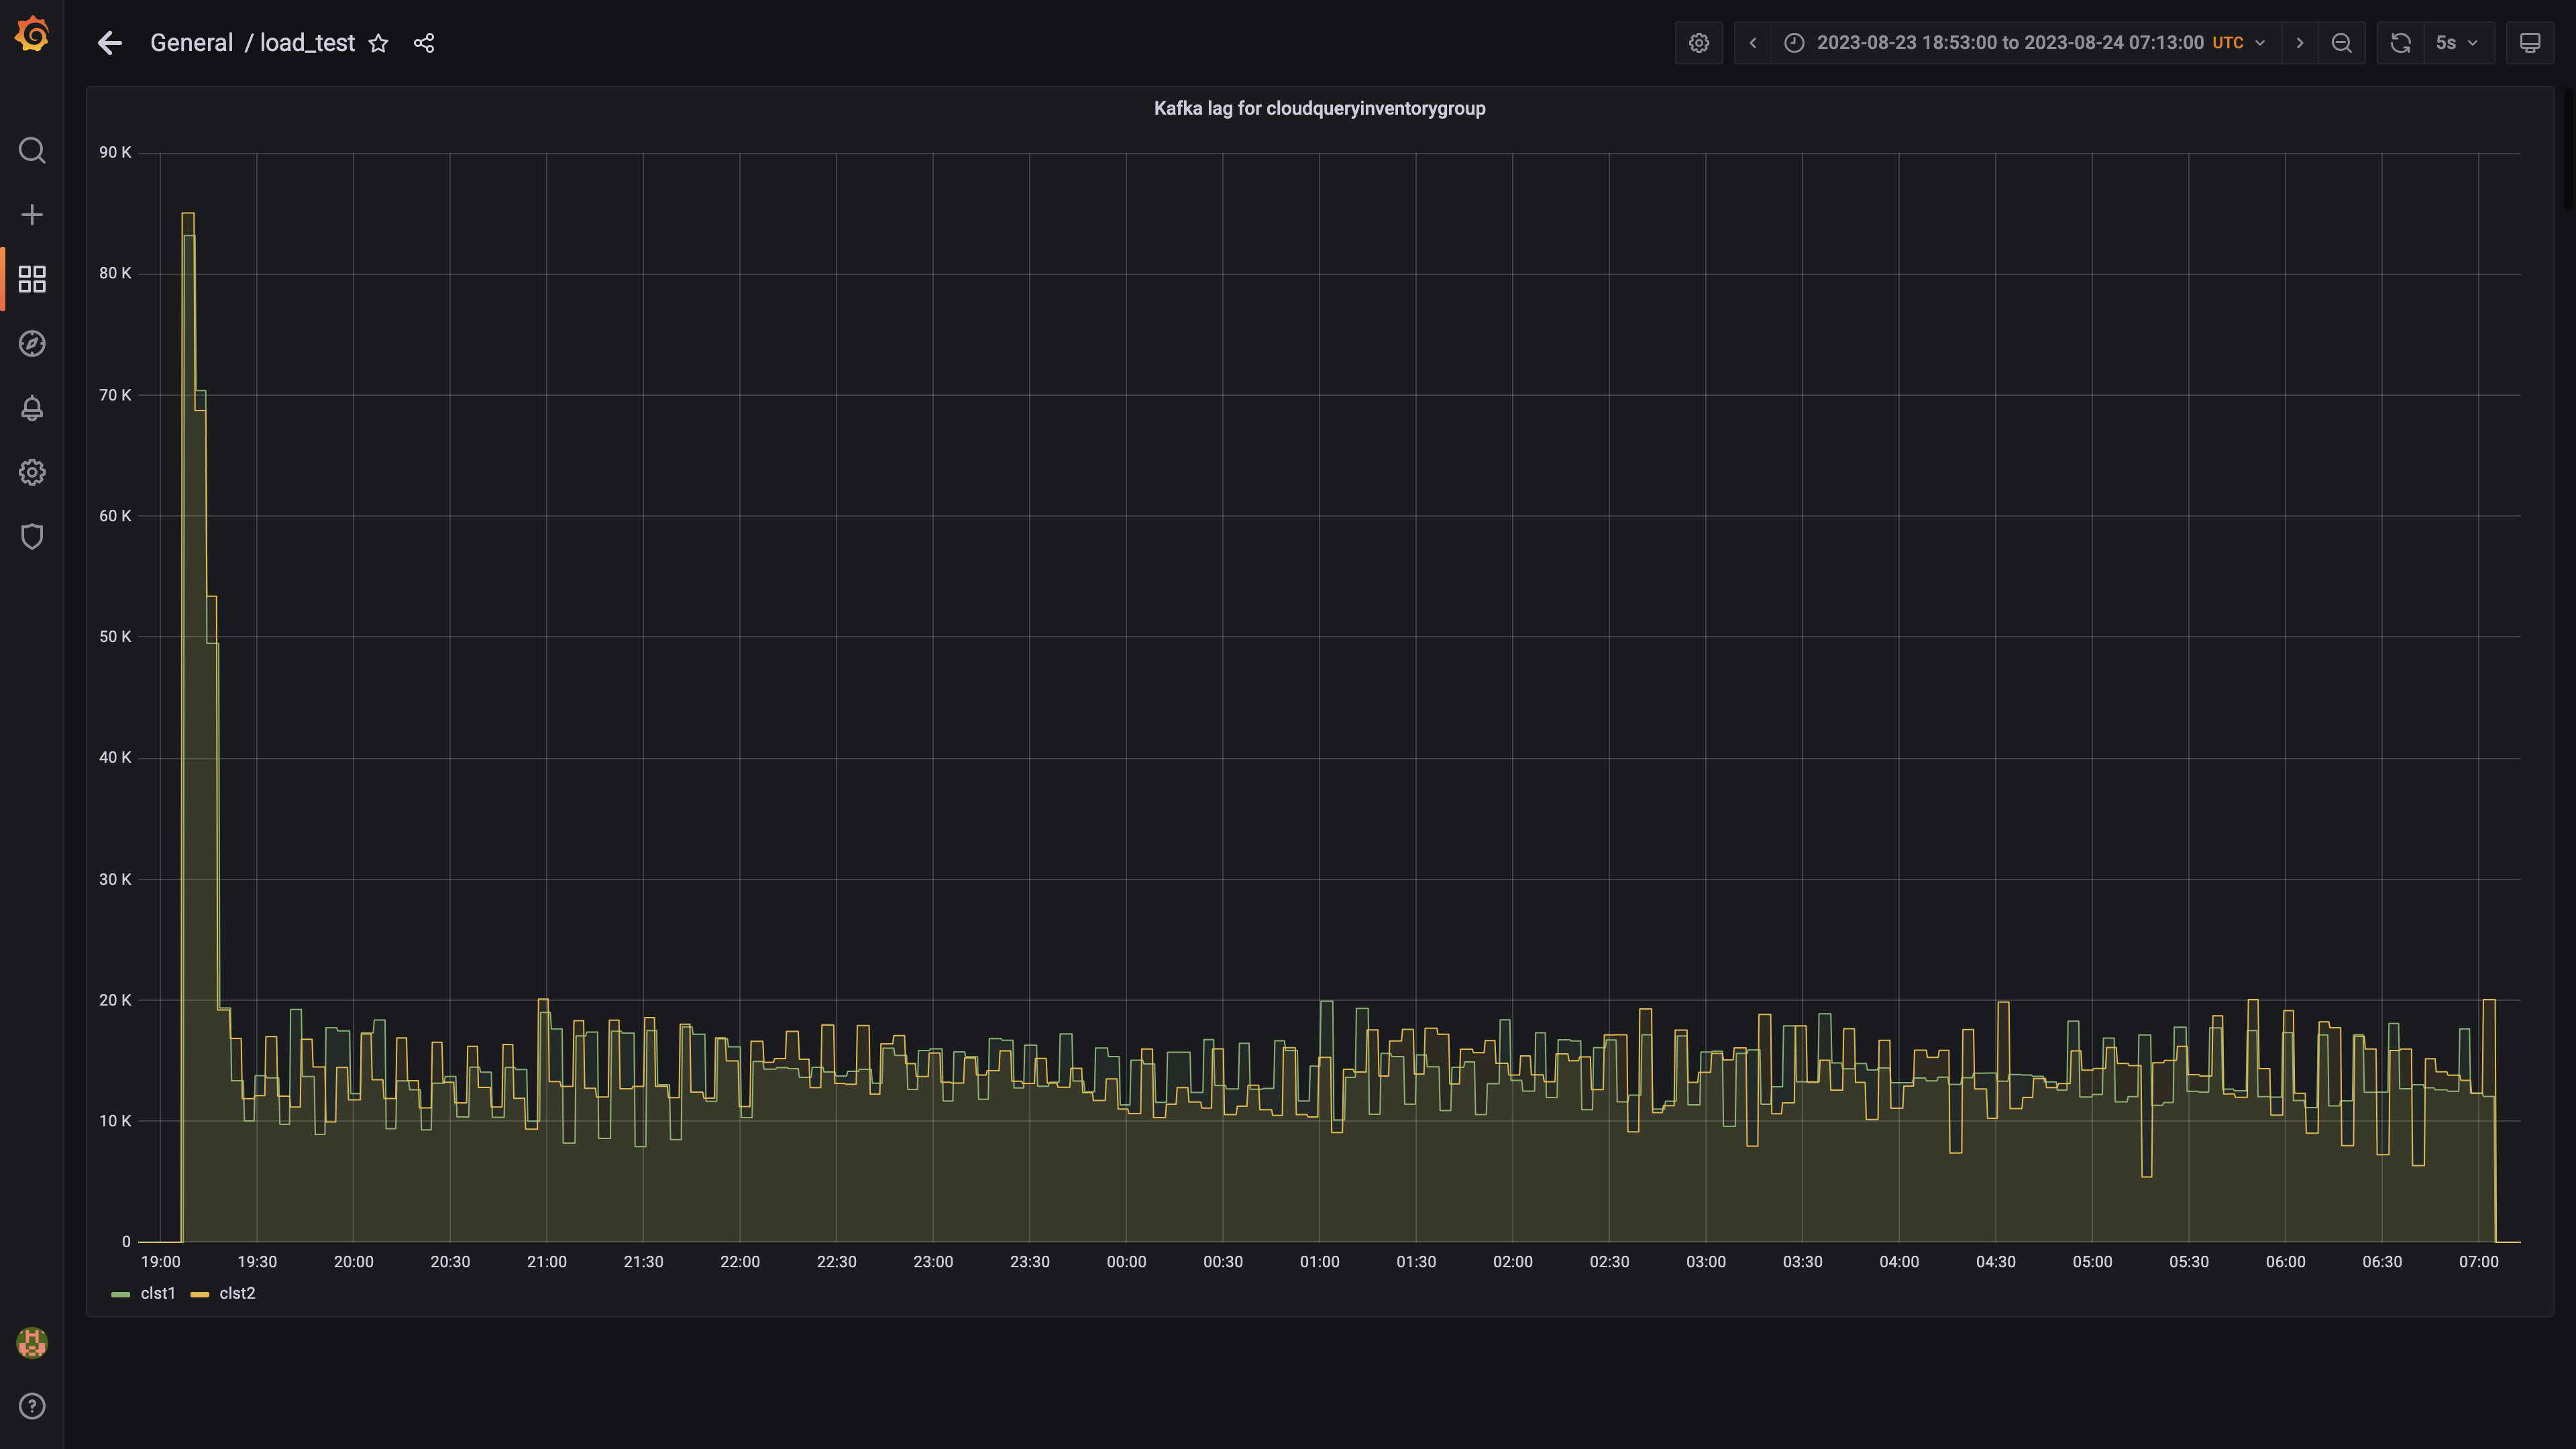 General / load_test
2023-08-23 18:53:00 to 2023-08-24 07:13:00 UTC
5s
Kafka lag for cloudqueryinventorygroup
90 K
80 K
70 K
60 K
50 K
40 K
30 K
20 K
10 K
0
19:00 19:30 20:00 20:30 21:00 21:30 22:00 22:30 23:00 23:30 00:00 00:30 01:00 01:30 02:00 02:30 03:00 03:30 04:00 04:30 05:00 05:30 06:00 06:30 07:00
clst1 clst2